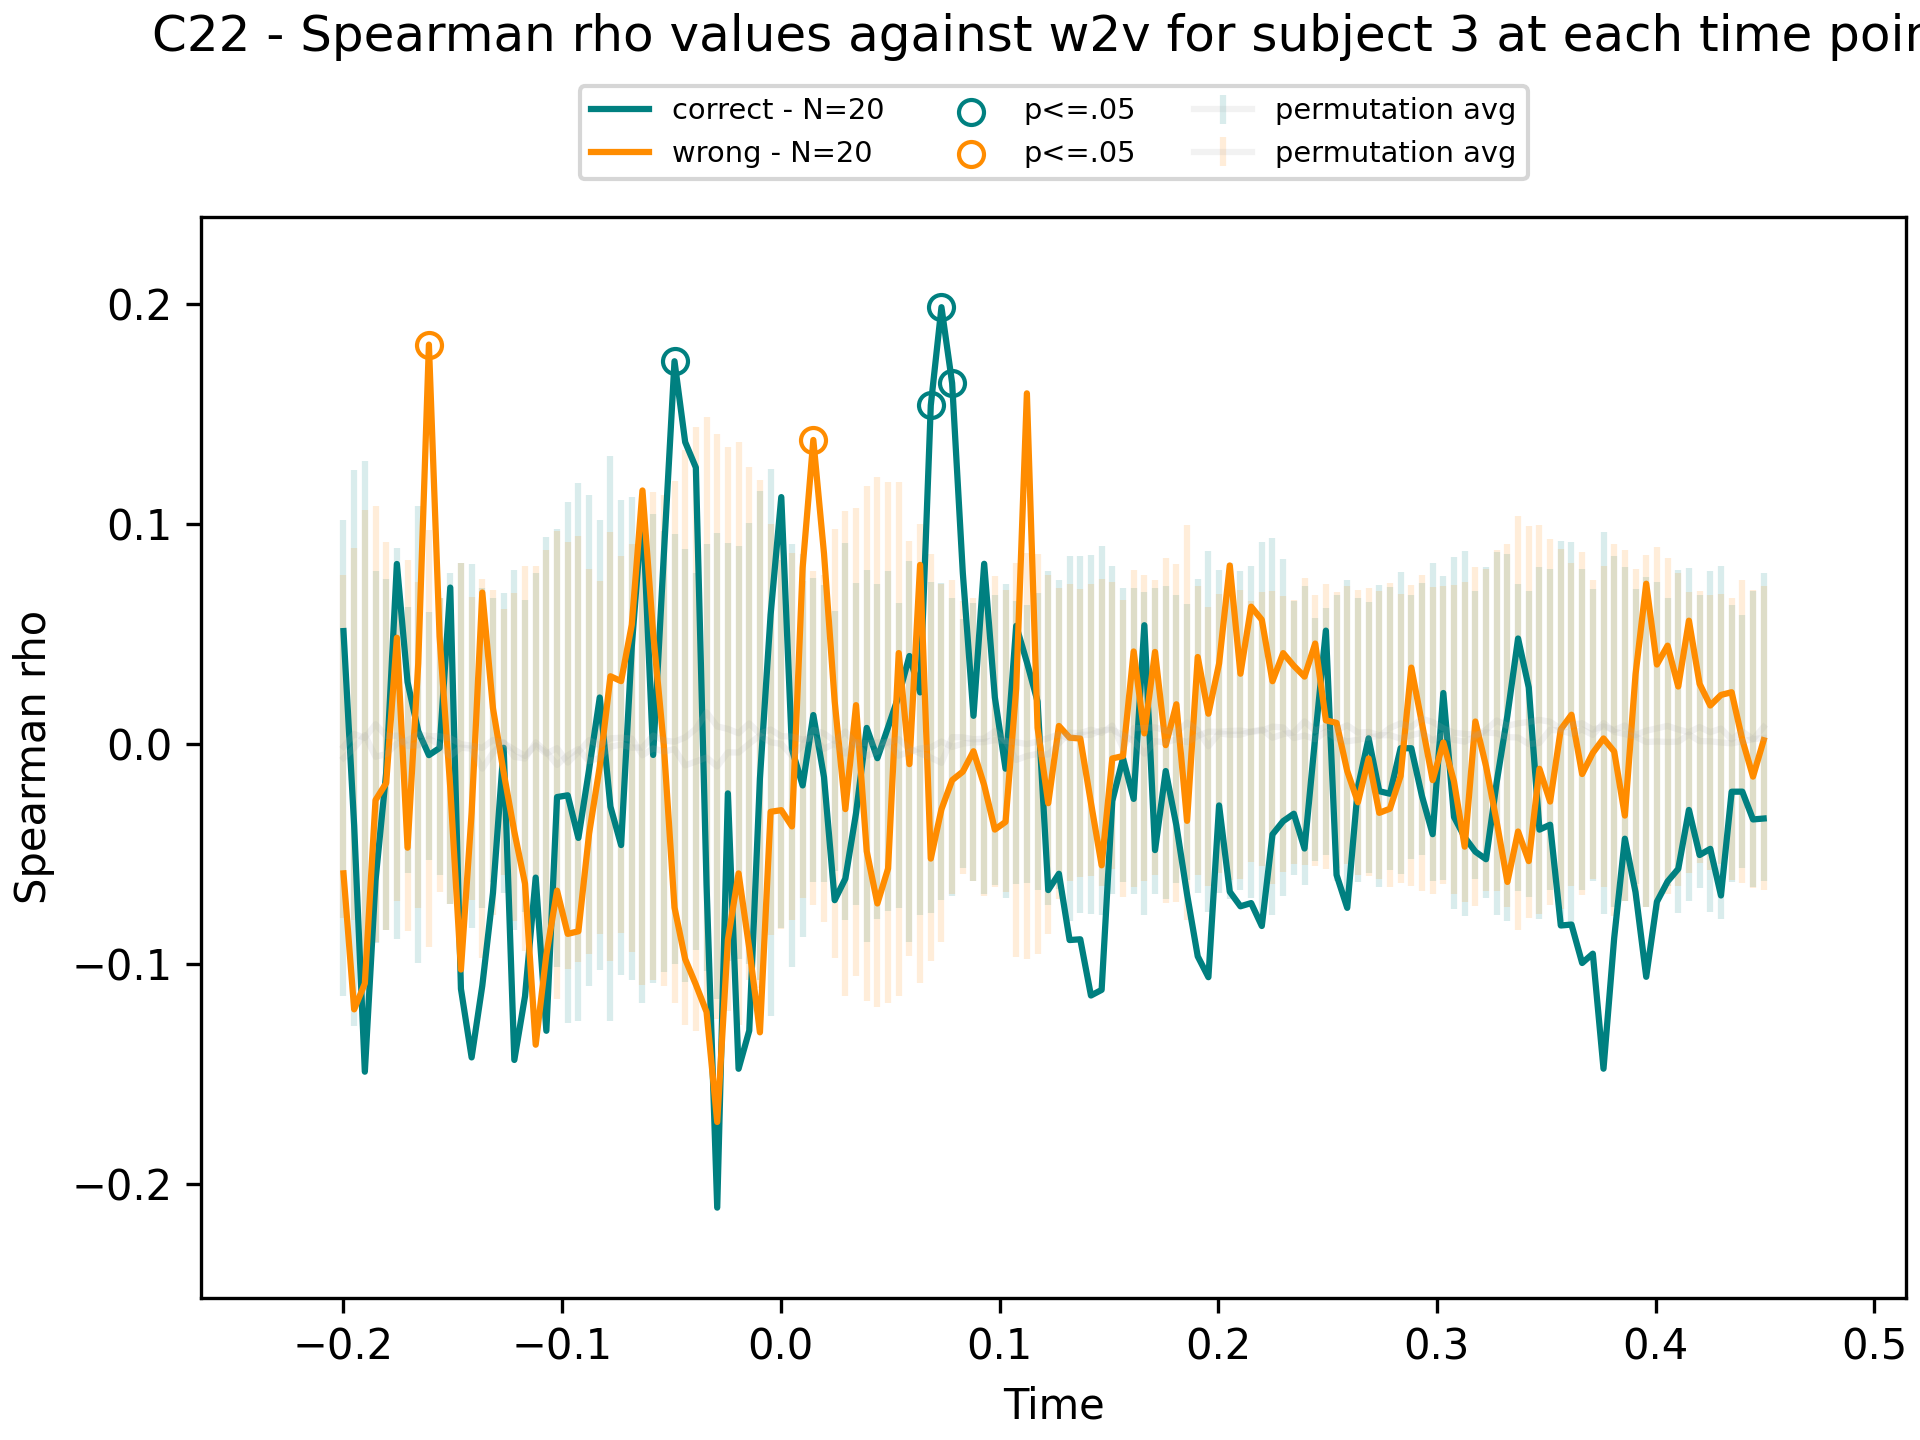 C22 - Spearman rho values against w2v for subject 3 at each time poin
correct - N=20 p<=.05 permutation avg
wrong - N=20 p<=.05 permutation avg
0.2
0.1
0.0
−0.1
−0.2
Spearman rho
−0.2 −0.1 0.0 0.1 0.2 0.3 0.4 0.5
Time